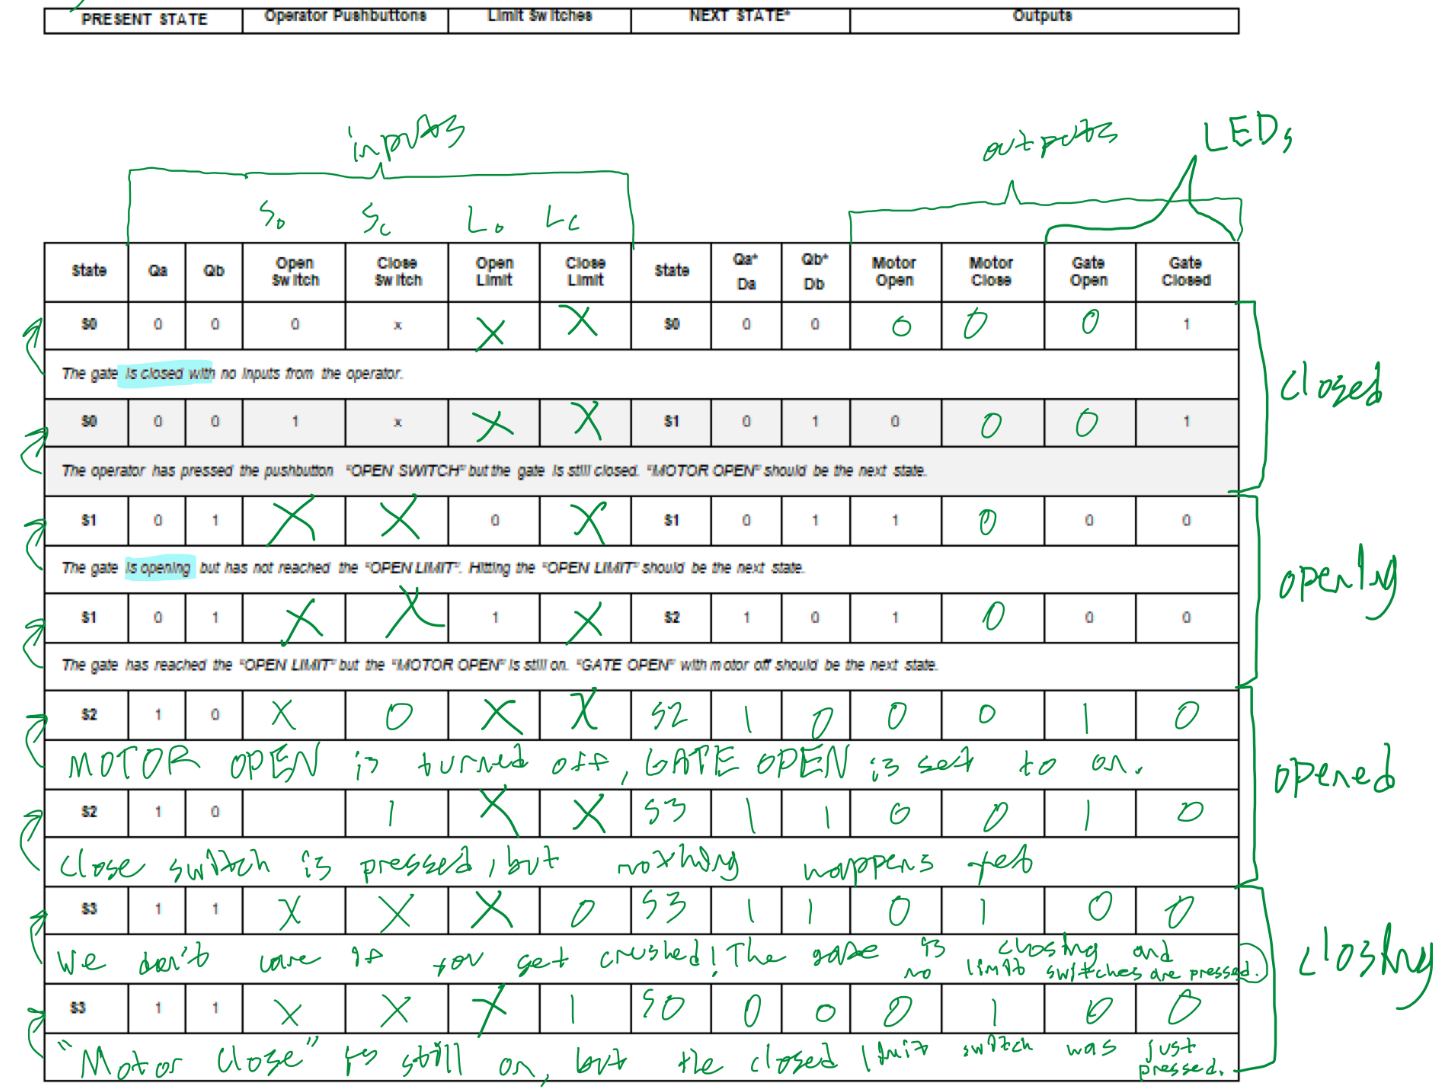 PRESENT STATE Operator Pushbuttons Limit Switches NEXT STATE* Outputs
inputs outputs LEDs
So Sc Lo Lc
State Qa Qb Open Switch Close Switch Open Limit Close Limit State Qa* Da Qb* Db Motor Open Motor Close Gate Open Gate Closed
S0 0 0 0 x X X S0 0 0 0 0 0 1
The gate is closed with no inputs from the operator.
closed
S0 0 0 1 x X X S1 0 1 0 0 0 1
The operator has pressed the pushbutton "OPEN SWITCH" but the gate is still closed. "MOTOR OPEN" should be the next state.
S1 0 1 X X 0 X S1 0 1 1 0 0 0
The gate is opening but has not reached the "OPEN LIMIT". Hitting the "OPEN LIMIT" should be the next state.
opening
S1 0 1 X X 1 X S2 1 0 1 0 0 0
The gate has reached the "OPEN LIMIT" but the "MOTOR OPEN" is still on. "GATE OPEN" with motor off should be the next state.
S2 1 0 X 0 X X S2 1 0 0 0 1 0
MOTOR OPEN is turned off, GATE OPEN is set to on.
opened
S2 1 0 1 X X S3 1 1 0 0 1 0
close switch is pressed, but nothing happens yet
S3 1 1 X X X 0 S3 1 1 0 1 0 0
We don't care if you get crushed! The gate is closing and
no limit switches are pressed.
closing
S3 1 1 X X X 1 S0 0 0 0 1 0 0
"Motor Close" is still on, but the closed limit switch was just
pressed.